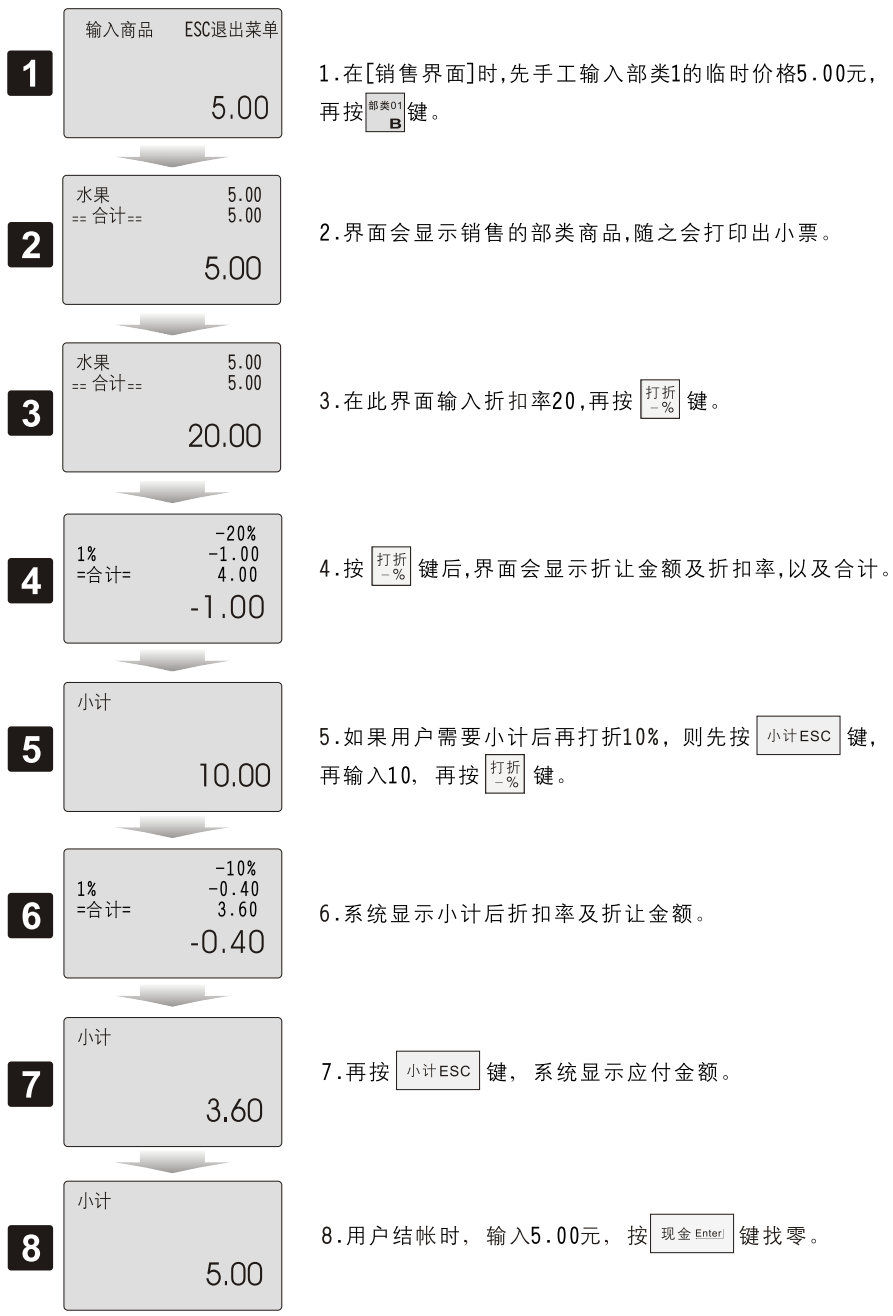 1
输入商品 ESC退出菜单
5.00
1.在[销售界面]时,先手工输入部类1的临时价格5.00元,
再按 部类01 B 键。
2
水果 5.00
==合计== 5.00
5.00
2.界面会显示销售的部类商品,随之会打印出小票。
3
水果 5.00
==合计== 5.00
20.00
3.在此界面输入折扣率20,再按 打折 -% 键。
4
-20%
1% -1.00
=合计= 4.00
-1.00
4.按 打折 -% 键后,界面会显示折让金额及折扣率,以及合计。
5
小计
10.00
5.如果用户需要小计后再打折10%, 则先按 小计ESC 键,
再输入10, 再按 打折 -% 键。
6
-10%
1% -0.40
=合计= 3.60
-0.40
6.系统显示小计后折扣率及折让金额。
7
小计
3.60
7.再按 小计ESC 键, 系统显示应付金额。
8
小计
5.00
8.用户结帐时, 输入5.00元, 按 现金 Enter 键找零。